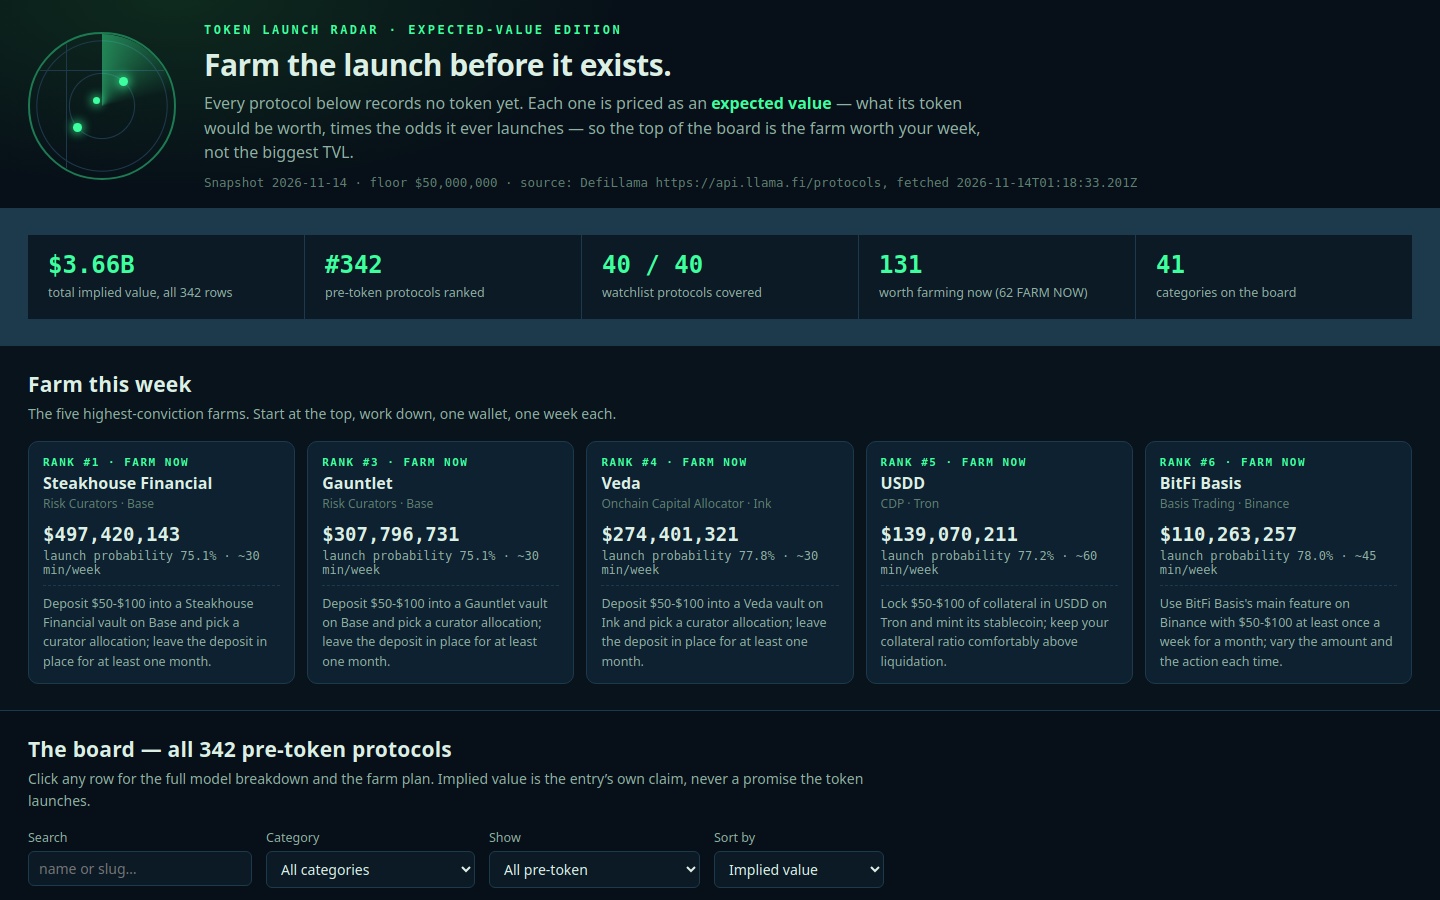 TOKEN LAUNCH RADAR · EXPECTED-VALUE EDITION
Farm the launch before it exists.
Every protocol below records no token yet. Each one is priced as an expected value — what its token
would be worth, times the odds it ever launches — so the top of the board is the farm worth your week,
not the biggest TVL.
Snapshot 2026-11-14 · floor $50,000,000 · source: DefiLlama https://api.llama.fi/protocols, fetched 2026-11-14T01:18:33.201Z
$3.66B
total implied value, all 342 rows
#342
pre-token protocols ranked
40 / 40
watchlist protocols covered
131
worth farming now (62 FARM NOW)
41
categories on the board
Farm this week
The five highest-conviction farms. Start at the top, work down, one wallet, one week each.
RANK #1 · FARM NOW
Steakhouse Financial
Risk Curators · Base
$497,420,143
launch probability 75.1% · ~30
min/week
Deposit $50-$100 into a Steakhouse
Financial vault on Base and pick a
curator allocation; leave the deposit in
place for at least one month.
RANK #3 · FARM NOW
Gauntlet
Risk Curators · Base
$307,796,731
launch probability 75.1% · ~30
min/week
Deposit $50-$100 into a Gauntlet vault
on Base and pick a curator allocation;
leave the deposit in place for at least
one month.
RANK #4 · FARM NOW
Veda
Onchain Capital Allocator · Ink
$274,401,321
launch probability 77.8% · ~30
min/week
Deposit $50-$100 into a Veda vault on
Ink and pick a curator allocation; leave
the deposit in place for at least one
month.
RANK #5 · FARM NOW
USDD
CDP · Tron
$139,070,211
launch probability 77.2% · ~60
min/week
Lock $50-$100 of collateral in USDD on
Tron and mint its stablecoin; keep your
collateral ratio comfortably above
liquidation.
RANK #6 · FARM NOW
BitFi Basis
Basis Trading · Binance
$110,263,257
launch probability 78.0% · ~45
min/week
Use BitFi Basis's main feature on
Binance with $50-$100 at least once a
week for a month; vary the amount and
the action each time.
The board — all 342 pre-token protocols
Click any row for the full model breakdown and the farm plan. Implied value is the entry’s own claim, never a promise the token
launches.
Search
Category
Show
Sort by
name or slug…
All categories
All pre-token
Implied value